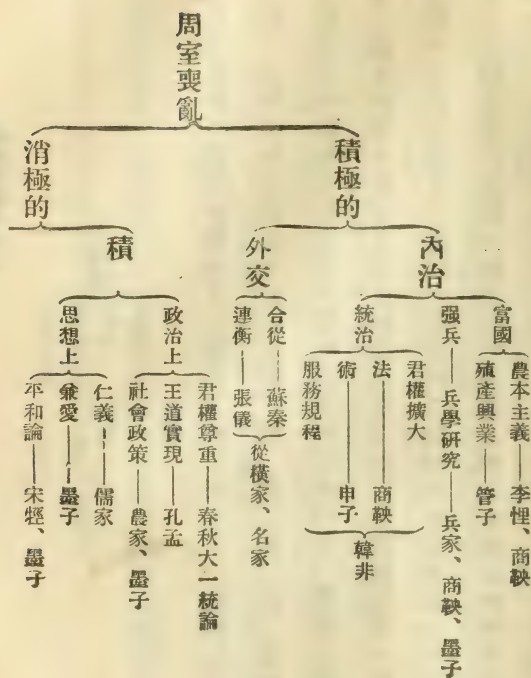 周室喪亂
積極的
內治
富國
農本主義——李悝、商鞅
殖產興業——管子
强兵——兵學研究——兵家、商鞅、墨子
統治
君權擴大
法——商鞅
術——申子
服務規程
韓非
外交
合從——蘇秦
連衡——張儀
從橫家、名家
消極的
積
政治上
君權尊重——春秋大一統論
王道實現——孔孟
社會政策——農家、墨子
思想上
仁義——儒家
兼愛——墨子
平和論——宋牼、墨子